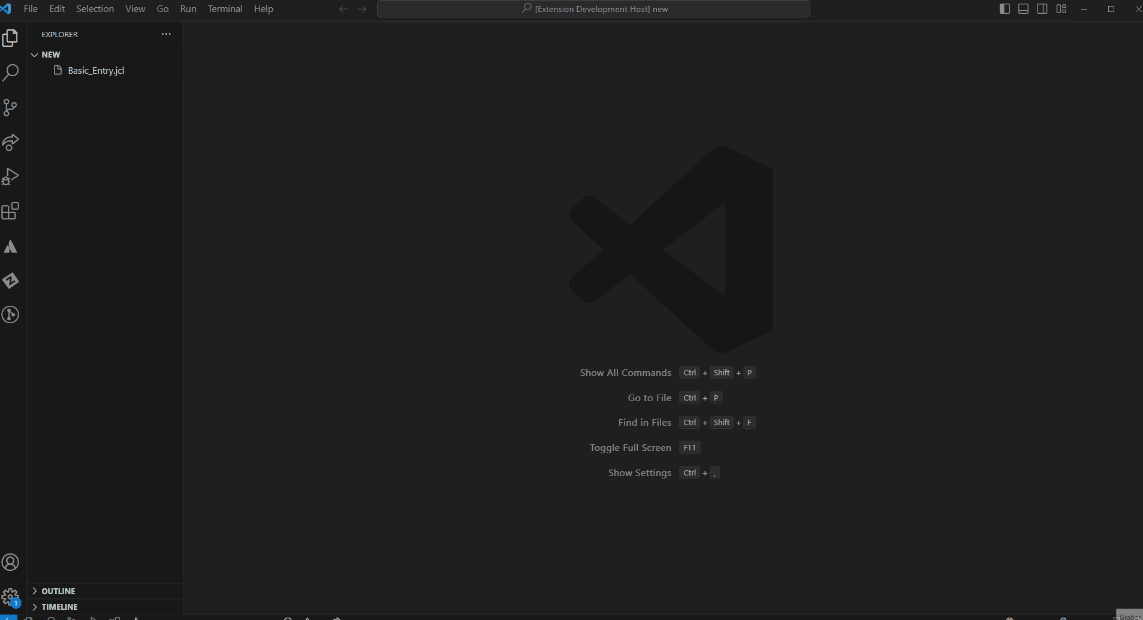 File Edit Selection View Go Run Terminal Help
[Extension Development Host] new
EXPLORER
NEW
Basic_Entry.jcl
Show All Commands Ctrl + Shift + P
Go to File Ctrl + P
Find in Files Ctrl + Shift + F
Toggle Full Screen F11
Show Settings Ctrl + ,
OUTLINE
1
TIMELINE